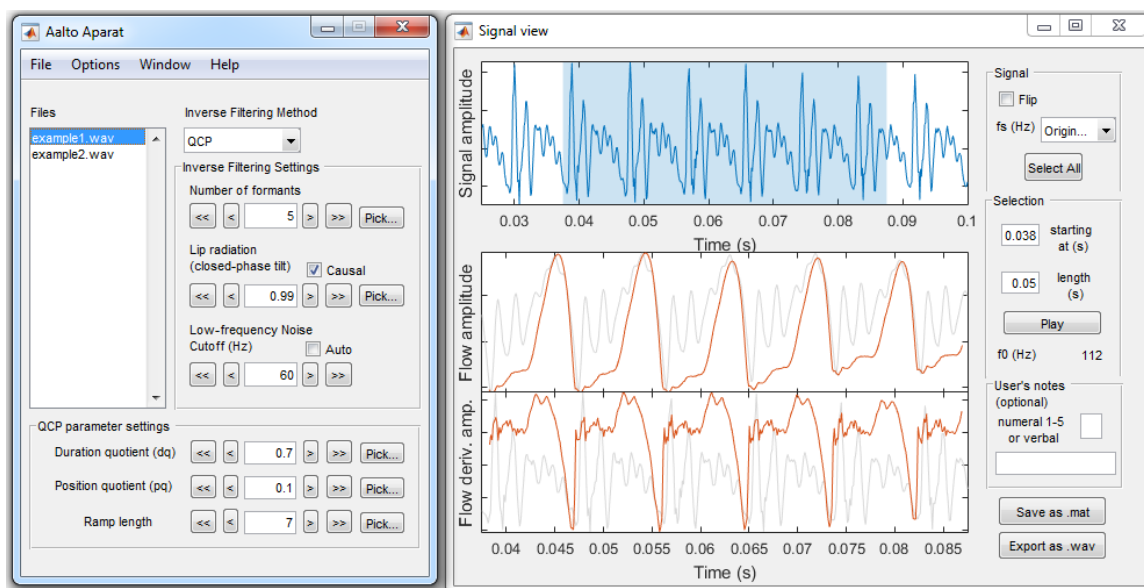 Aalto Aparat
File Options Window Help
Files
example1.wav
example2.wav
Inverse Filtering Method
QCP
Inverse Filtering Settings
Number of formants
<< < 5 > >> Pick...
Lip radiation
(closed-phase tilt) Causal
<< < 0.99 > >> Pick...
Low-frequency Noise
Cutoff (Hz) Auto
<< < 60 > >>
QCP parameter settings
Duration quotient (dq) << < 0.7 > >> Pick...
Position quotient (pq) << < 0.1 > >> Pick...
Ramp length << < 7 > >> Pick...
Signal view
Signal amplitude
0.03 0.04 0.05 0.06 0.07 0.08 0.09 0.1
Time (s)
Flow amplitude
Flow deriv. amp.
0.04 0.045 0.05 0.055 0.06 0.065 0.07 0.075 0.08 0.085
Time (s)
Signal
Flip
fs (Hz) Origin...
Select All
Selection
0.038 starting
at (s)
0.05 length
(s)
Play
f0 (Hz) 112
User's notes
(optional)
numeral 1-5
or verbal
Save as .mat
Export as .wav